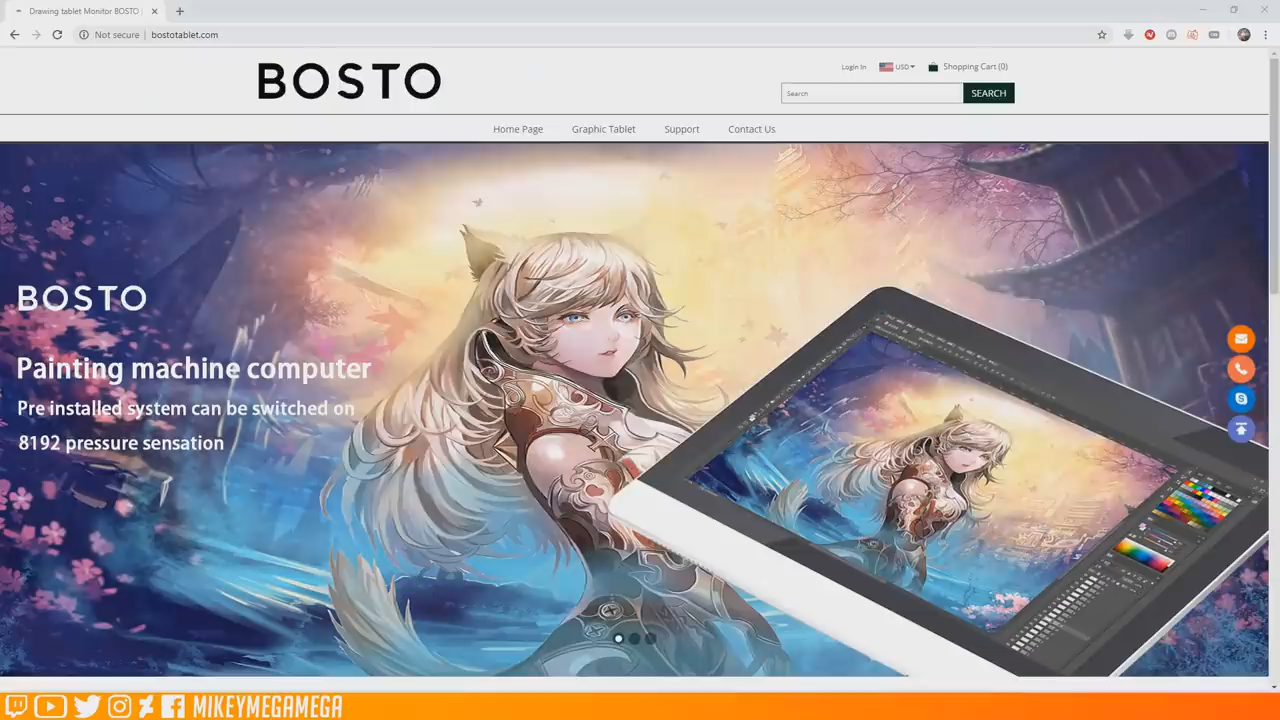 Drawing tablet Monitor BOSTO
Not secure | bostotablet.com
BOSTO
Login In
USD
Shopping Cart (0)
Search
SEARCH
Home Page
Graphic Tablet
Support
Contact Us
BOSTO
Painting machine computer
Pre installed system can be switched on
8192 pressure sensation
MIKEYMEGAMEGA